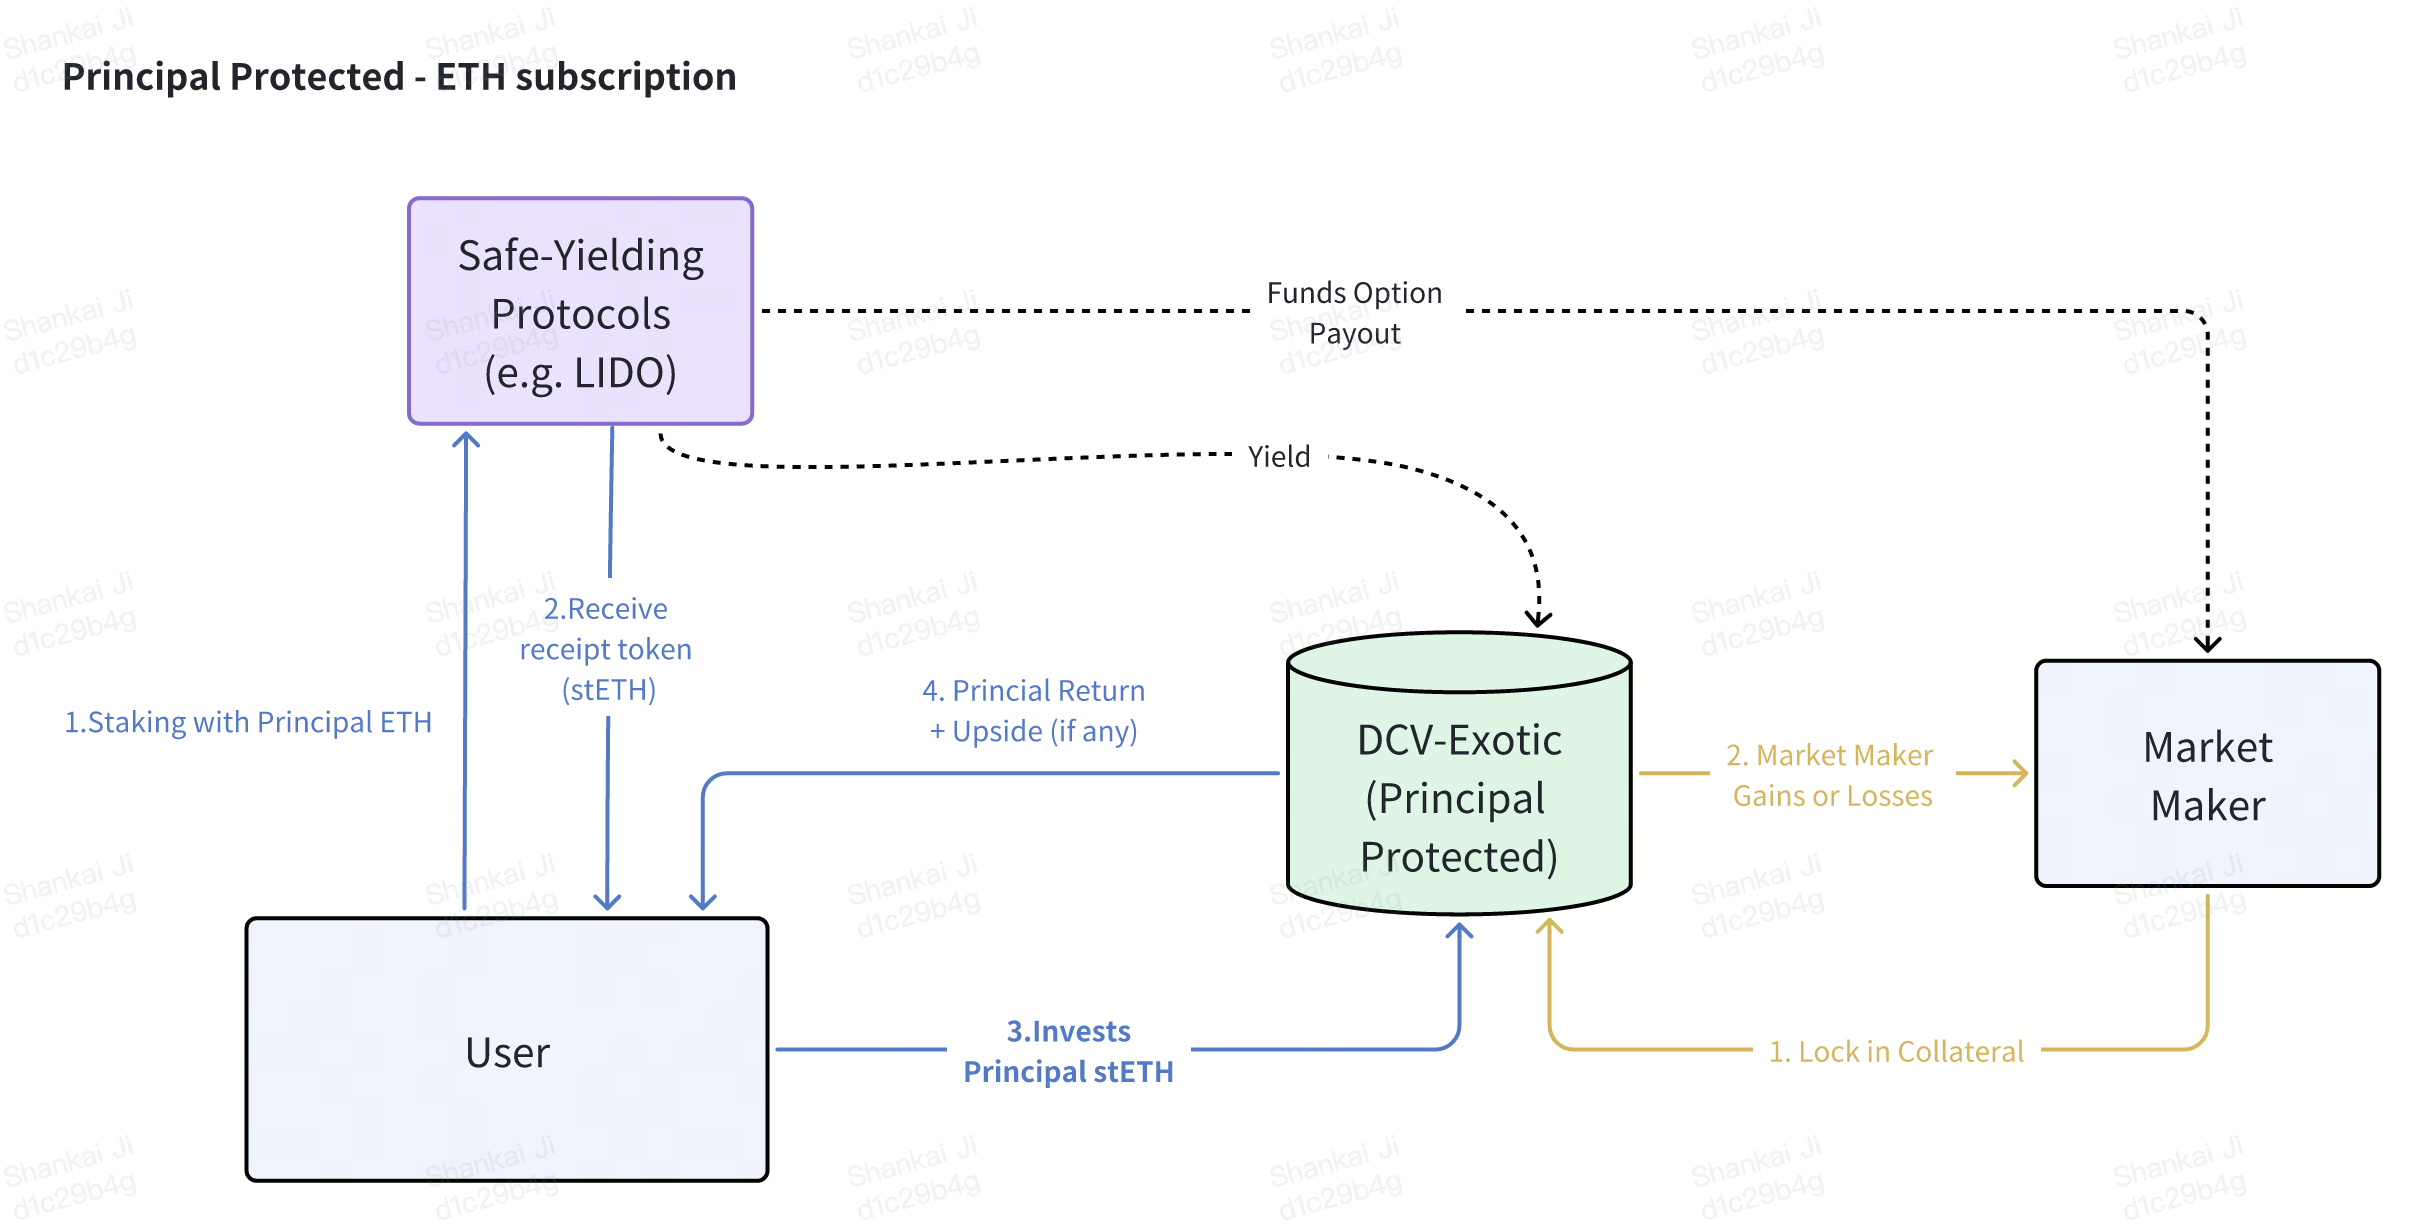 Principal Protected - ETH subscription
Safe-Yielding
Protocols
(e.g. LIDO)
Funds Option
Payout
Yield
2.Receive
receipt token
(stETH)
1.Staking with Principal ETH
4. Princial Return
+ Upside (if any)
DCV-Exotic
(Principal
Protected)
2. Market Maker
Gains or Losses
Market
Maker
User
3.Invests
Principal stETH
1. Lock in Collateral
Shankai Ji
d1c29b4g